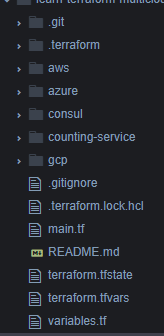 .git
.terraform
aws
azure
consul
counting-service
gcp
.gitignore
.terraform.lock.hcl
main.tf
README.md
terraform.tfstate
terraform.tfvars
variables.tf